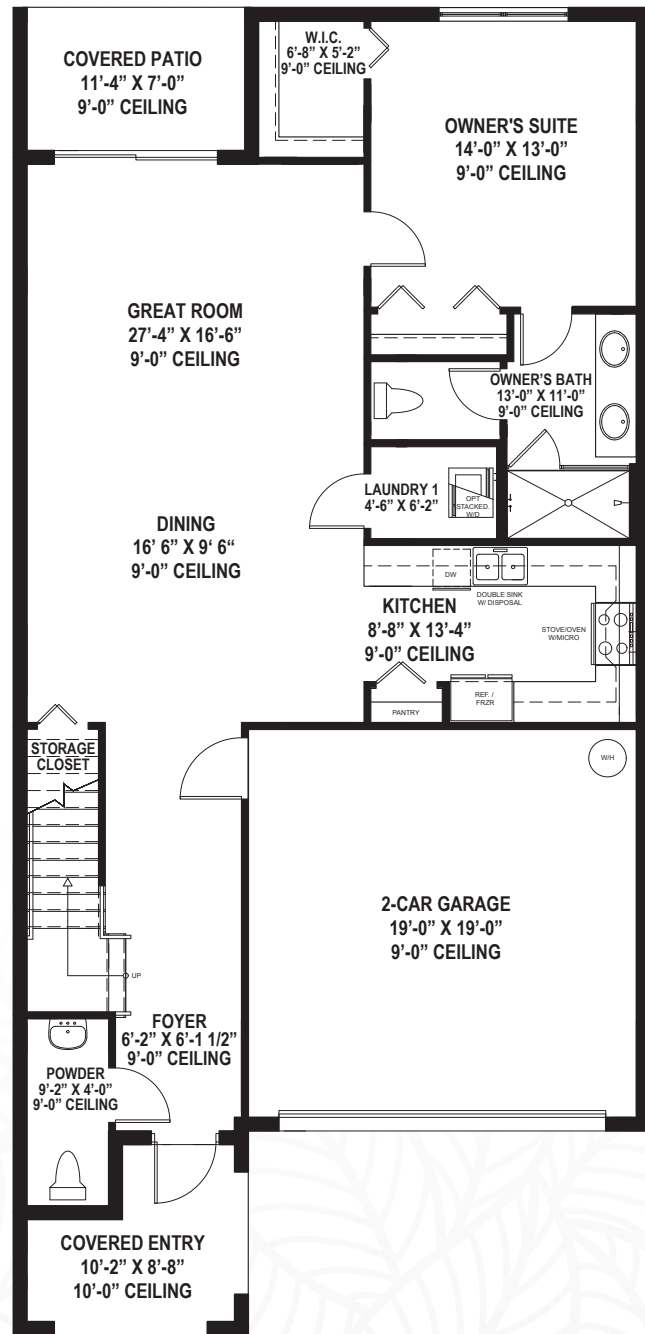 COVERED PATIO
11'-4” X 7'-0”
9'-0” CEILING
W.I.C.
6'-8” X 5'-2”
9'-0” CEILING
OWNER'S SUITE
14'-0” X 13'-0”
9'-0” CEILING
GREAT ROOM
27'-4” X 16'-6”
9'-0” CEILING
OWNER'S BATH
13'-0” X 11'-0”
9'-0” CEILING
LAUNDRY 1
4'-6” X 6'-2”
OPT
STACKED.
W/D
DINING
16' 6” X 9‘ 6“
9'-0” CEILING
DW
DOUBLE SINK
W/ DISPOSAL
KITCHEN
8'-8” X 13'-4”
9'-0” CEILING
STOVE/OVEN
W/MICRO
REF. /
FRZR
PANTRY
STORAGE
CLOSET
W/H
2-CAR GARAGE
19'-0” X 19'-0”
9'-0” CEILING
UP
FOYER
6'-2” X 6'-1 1/2”
9'-0” CEILING
POWDER
9'-2” X 4'-0”
9'-0” CEILING
COVERED ENTRY
10'-2” X 8'-8”
10'-0” CEILING